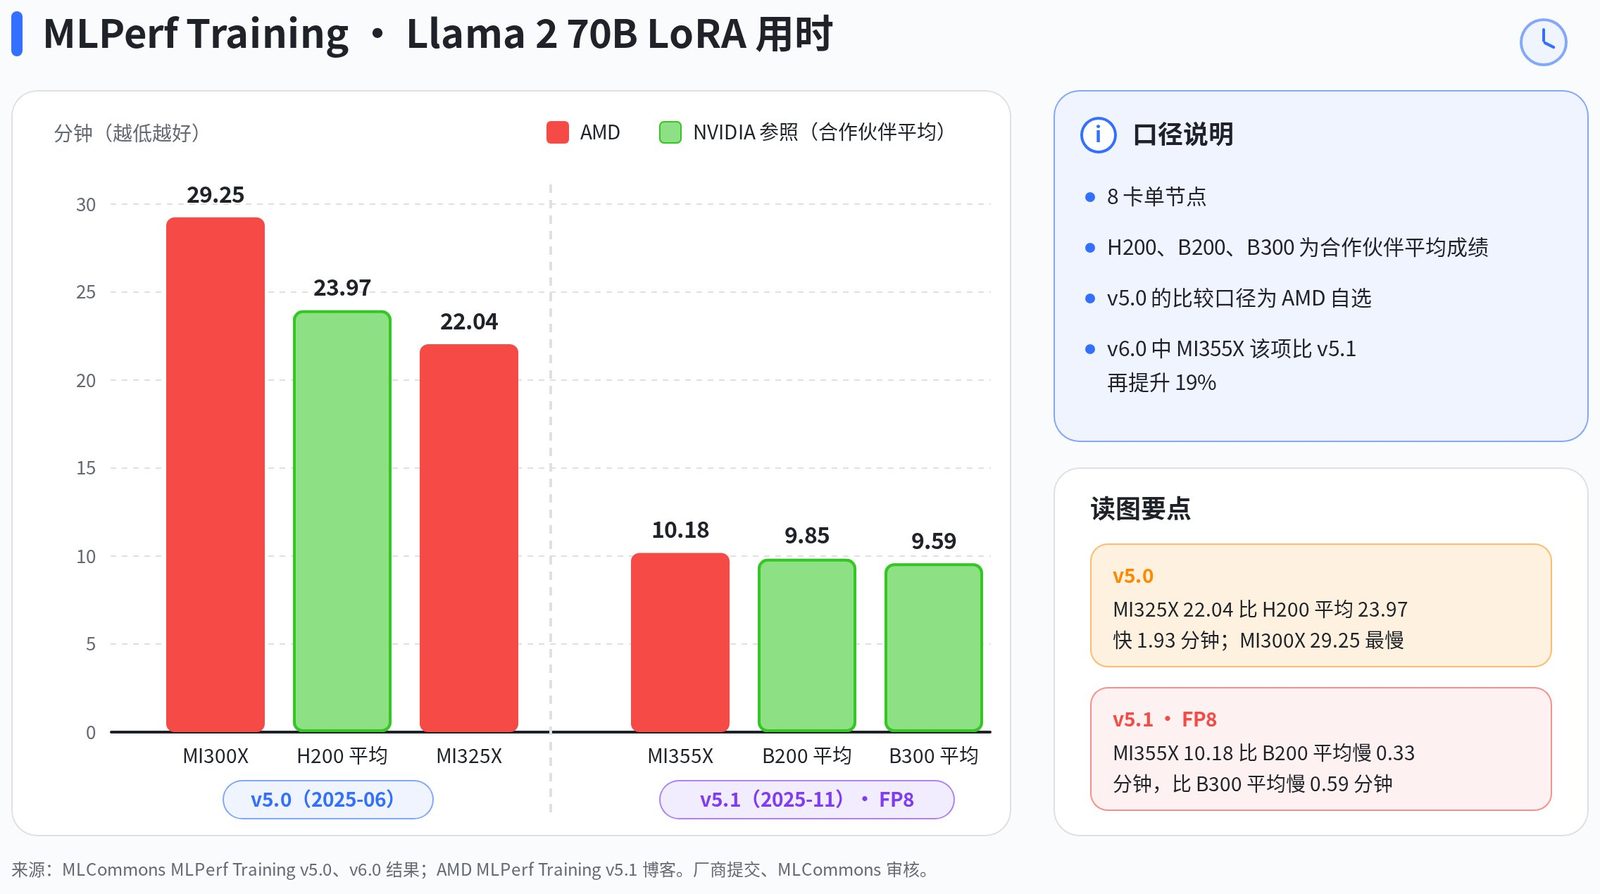 MLPerf Training · Llama 2 70B LoRA 用时
分钟（越低越好）
AMD
NVIDIA 参照（合作伙伴平均）
30
25
20
15
10
5
0
29.25
23.97
22.04
10.18
9.85
9.59
MI300X
H200 平均
MI325X
MI355X
B200 平均
B300 平均
v5.0（2025-06）
v5.1（2025-11）· FP8
口径说明
8 卡单节点
H200、B200、B300 为合作伙伴平均成绩
v5.0 的比较口径为 AMD 自选
v6.0 中 MI355X 该项比 v5.1
再提升 19%
读图要点
v5.0
MI325X 22.04 比 H200 平均 23.97
快 1.93 分钟；MI300X 29.25 最慢
v5.1 · FP8
MI355X 10.18 比 B200 平均慢 0.33
分钟，比 B300 平均慢 0.59 分钟
来源：MLCommons MLPerf Training v5.0、v6.0 结果；AMD MLPerf Training v5.1 博客。厂商提交、MLCommons 审核。